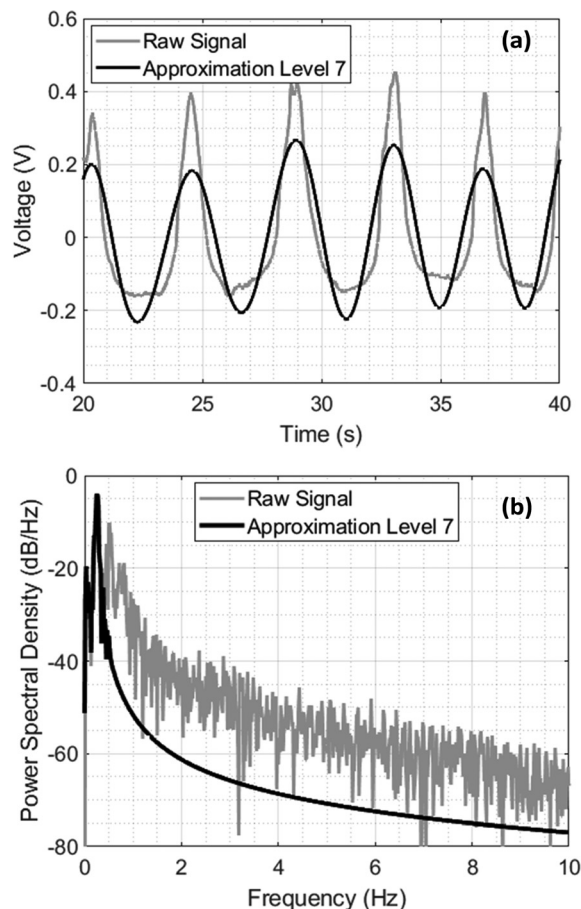 0.6
0.4
0.2
0
-0.2
-0.4
Voltage (V)
Raw Signal
Approximation Level 7
(a)
20
25
30
35
40
Time (s)
0
-20
-40
-60
-80
Power Spectral Density (dB/Hz)
Raw Signal
Approximation Level 7
(b)
0
2
4
6
8
10
Frequency (Hz)